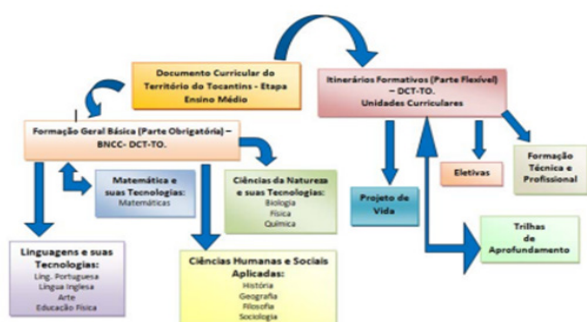 Documento Curricular do
Território do Tocantins - Etapa
Ensino Médio
Itinerários Formativos (Parte Flexível)
– DCT-TO.
Unidades Curriculares
Formação Geral Básica (Parte Obrigatória) –
BNCC- DCT-TO.
Matemática e
suas Tecnologias:
Matemáticas
Ciências da Natureza
e suas Tecnologias:
Biologia
Física
Química
Projeto de
Vida
Eletivas
Formação
Técnica e
Profissional
Linguagens e suas
Tecnologias:
Ling. Portuguesa
Língua Inglesa
Arte
Educação Física
Ciências Humanas e Sociais
Aplicadas:
História
Geografia
Filosofia
Sociologia
Trilhas
de
Aprofundamento